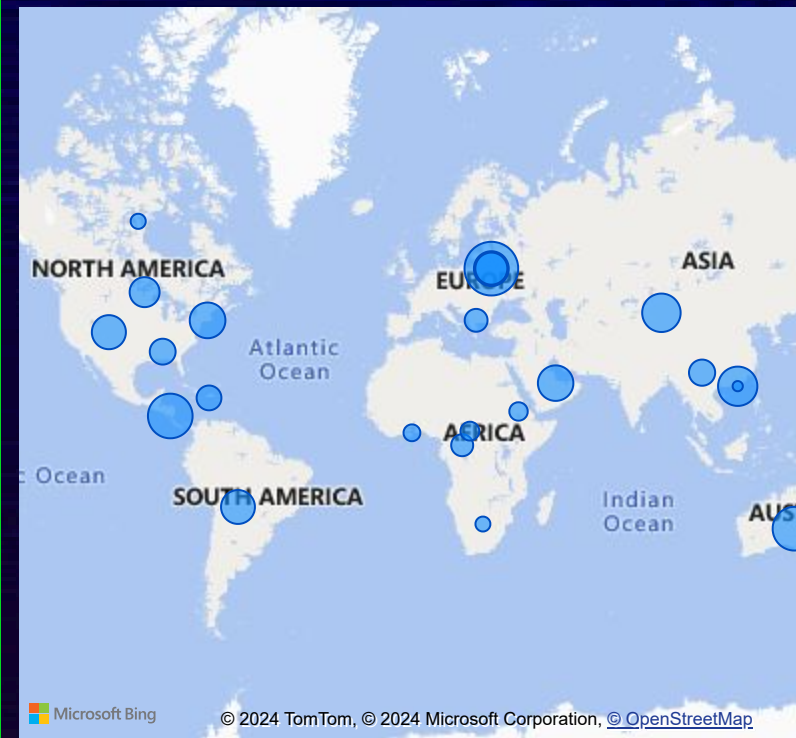 NORTH AMERICA
ASIA
EUROPE
Atlantic
Ocean
AFRICA
c Ocean
SOUTH AMERICA
Indian
Ocean
AUS
Microsoft Bing
© 2024 TomTom, © 2024 Microsoft Corporation, © OpenStreetMap